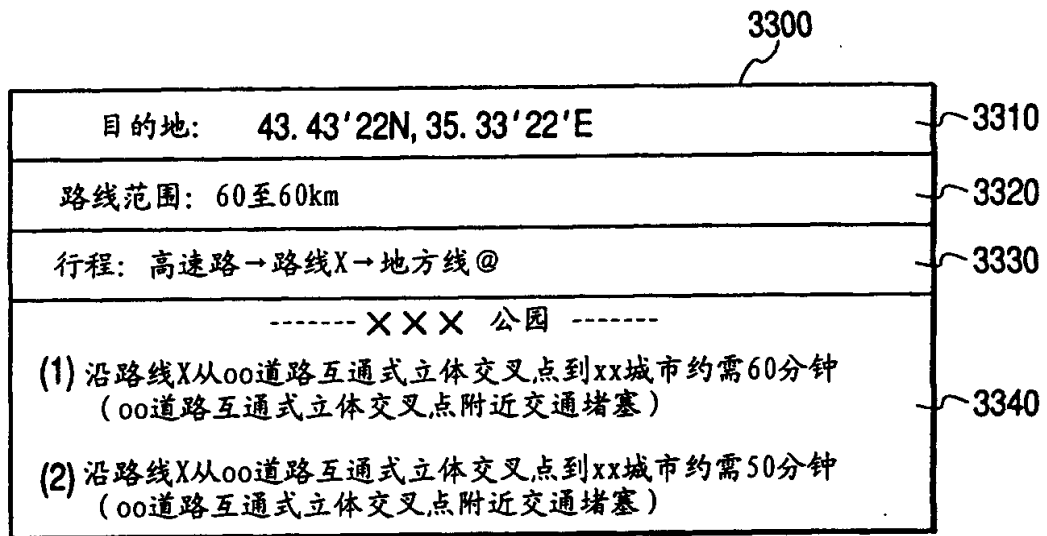 3300
目的地: 43.43'22N,35.33'22'E
3310
路线范围: 60至60km
3320
行程: 高速路→路线X→地方线@
3330
-------××× 公园 -------
(1) 沿路线X从oo道路互通式立体交叉点到xx城市约需60分钟
(oo道路互通式立体交叉点附近交通堵塞)
3340
(2) 沿路线X从oo道路互通式立体交叉点到xx城市约需50分钟
(oo道路互通式立体交叉点附近交通堵塞)